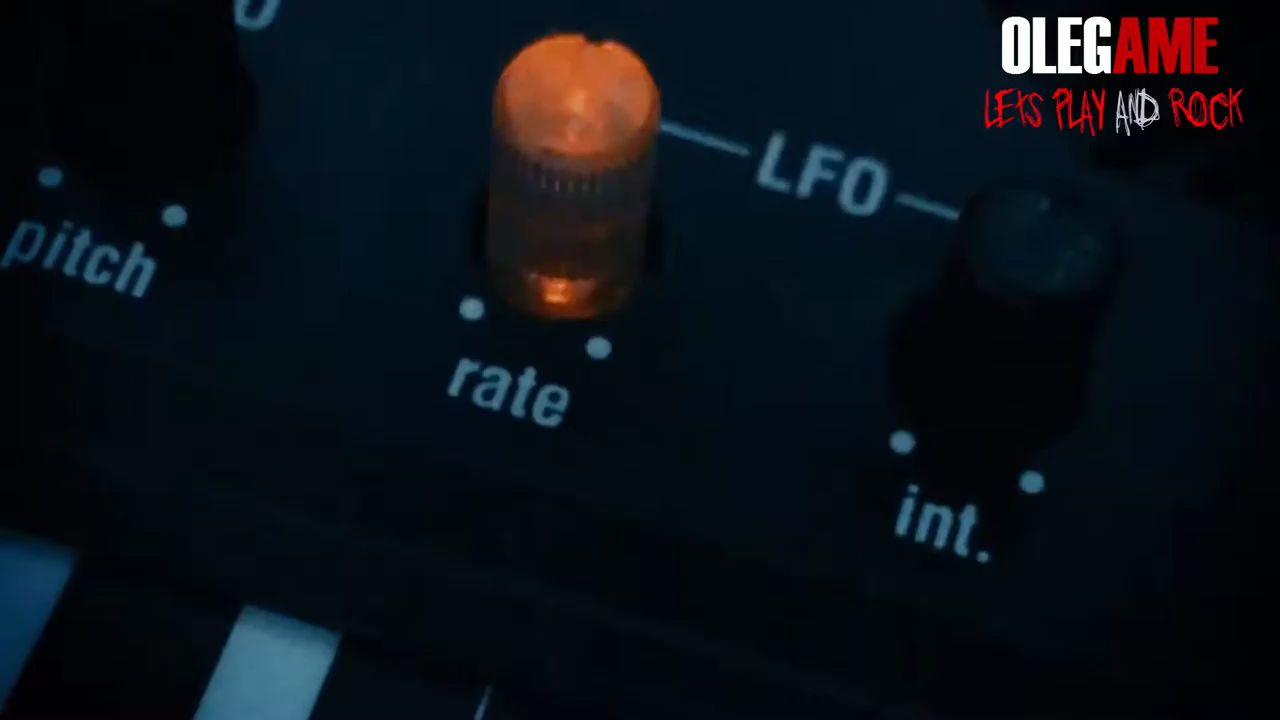 OLEGAME
LETS PLAY AND ROCK
LFO
pitch
rate
int.